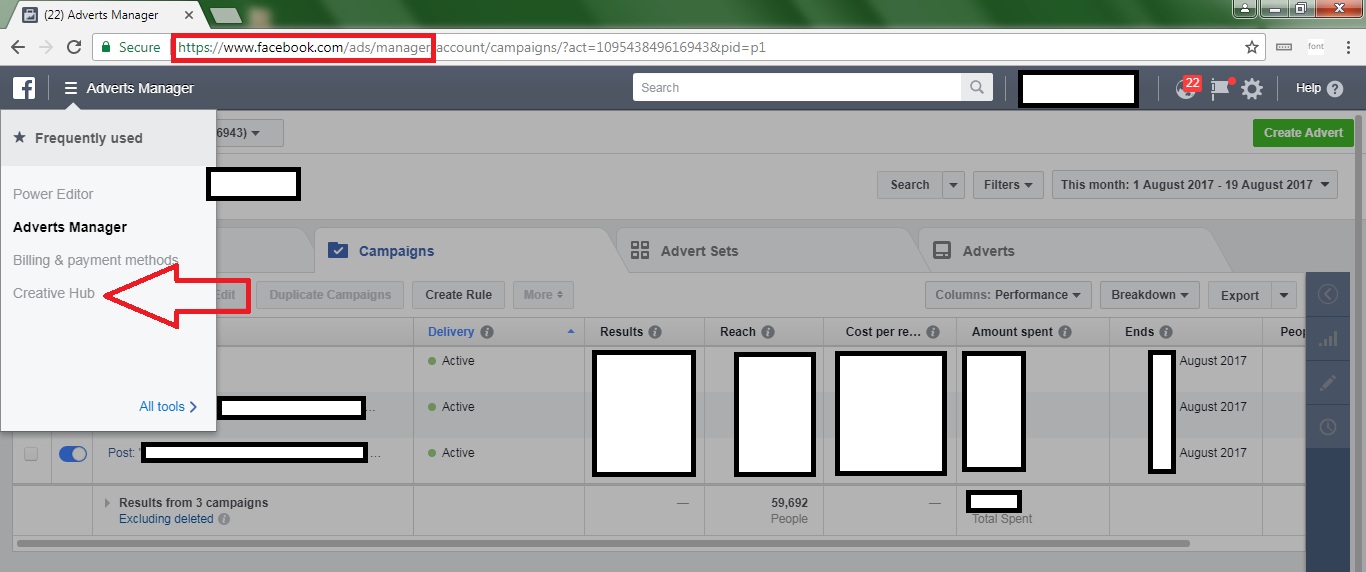 (22) Adverts Manager
Secure https://www.facebook.com/ads/manager/account/campaigns/?act=109543849616943&pid=p1
font
Adverts Manager
Search
22
Help
Frequently used
6943)
Create Advert
Power Editor
Search
Filters
This month: 1 August 2017 - 19 August 2017
Adverts Manager
Billing & payment methods
Creative Hub
All tools
Campaigns
Advert Sets
Adverts
Edit
Duplicate Campaigns
Create Rule
More
Columns: Performance
Breakdown
Export
Delivery
Results
Reach
Cost per re...
Amount spent
Ends
Peop
Active
August 2017
...
Active
August 2017
Post: "
...
Active
August 2017
Results from 3 campaigns
—
59,692
—
Excluding deleted
People
Total Spent